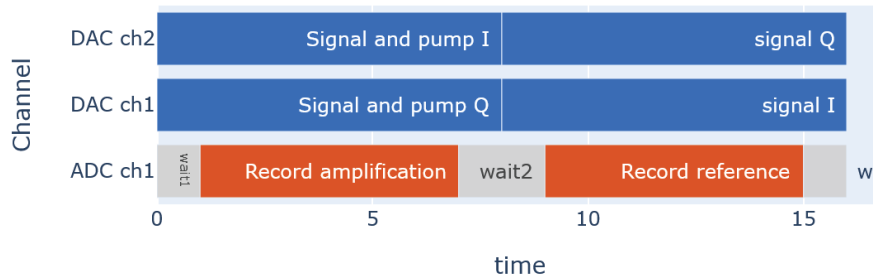 DAC ch2 Signal and pump I signal Q
Channel
DAC ch1 Signal and pump Q signal I
ADC ch1 wait1 Record amplification wait2 Record reference w
0 5 10 15
time